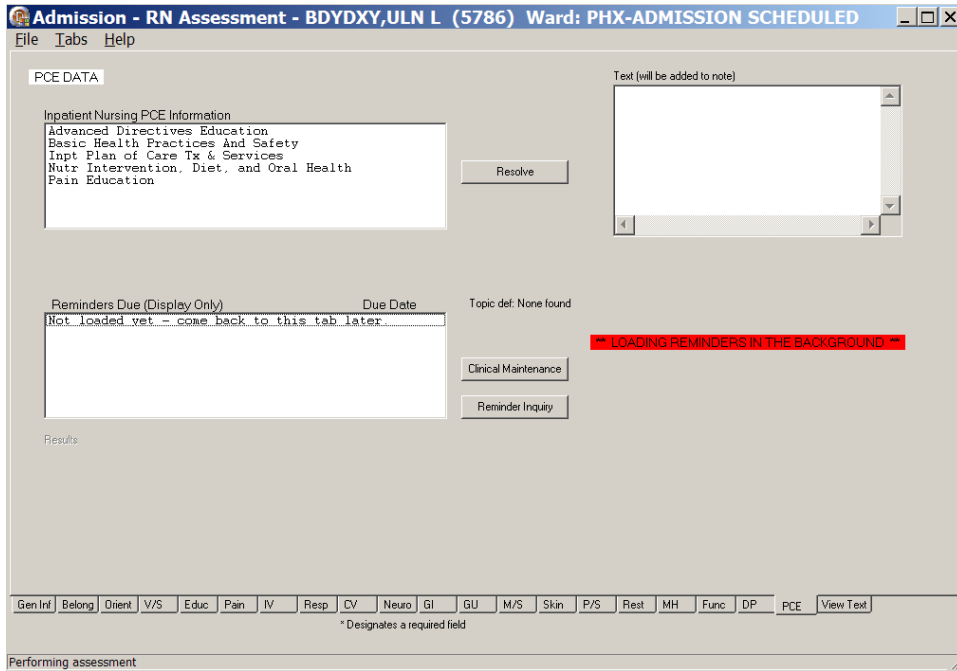 Admission - RN Assessment - BDYDXY,ULN L (5786) Ward: PHX-ADMISSION SCHEDULED
File Tabs Help
PCE DATA
Text (will be added to note)
Inpatient Nursing PCE Information
Advanced Directives Education
Basic Health Practices And Safety
Inpt Plan of Care Tx & Services
Nutr Intervention, Diet, and Oral Health
Pain Education
Resolve
Reminders Due (Display Only) Due Date
Topic def: None found
Not loaded yet - come back to this tab later.
** LOADING REMINDERS IN THE BACKGROUND **
Clinical Maintenance
Reminder Inquiry
Results
Gen Inf Belong Orient V/S Educ Pain IV Resp CV Neuro GI GU M/S Skin P/S Rest MH Func DP PCE View Text
* Designates a required field
Performing assessment